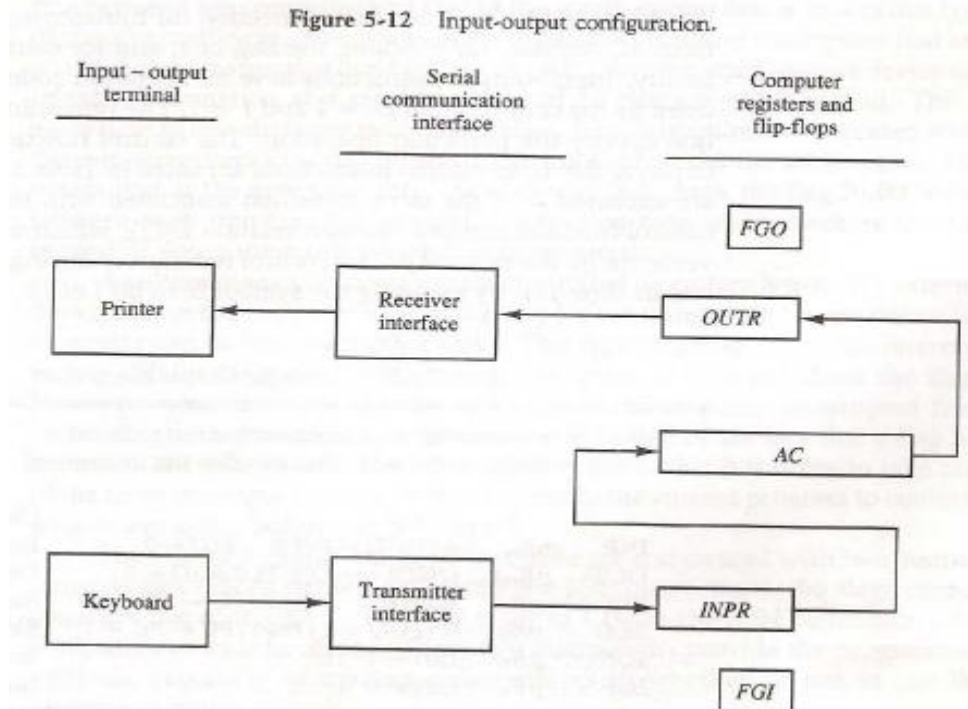 Figure 5-12 Input-output configuration.
Input – output
terminal
Serial
communication
interface
Computer
registers and
flip-flops
FGO
Printer
Receiver
interface
OUTR
AC
Keyboard
Transmitter
interface
INPR
FGI